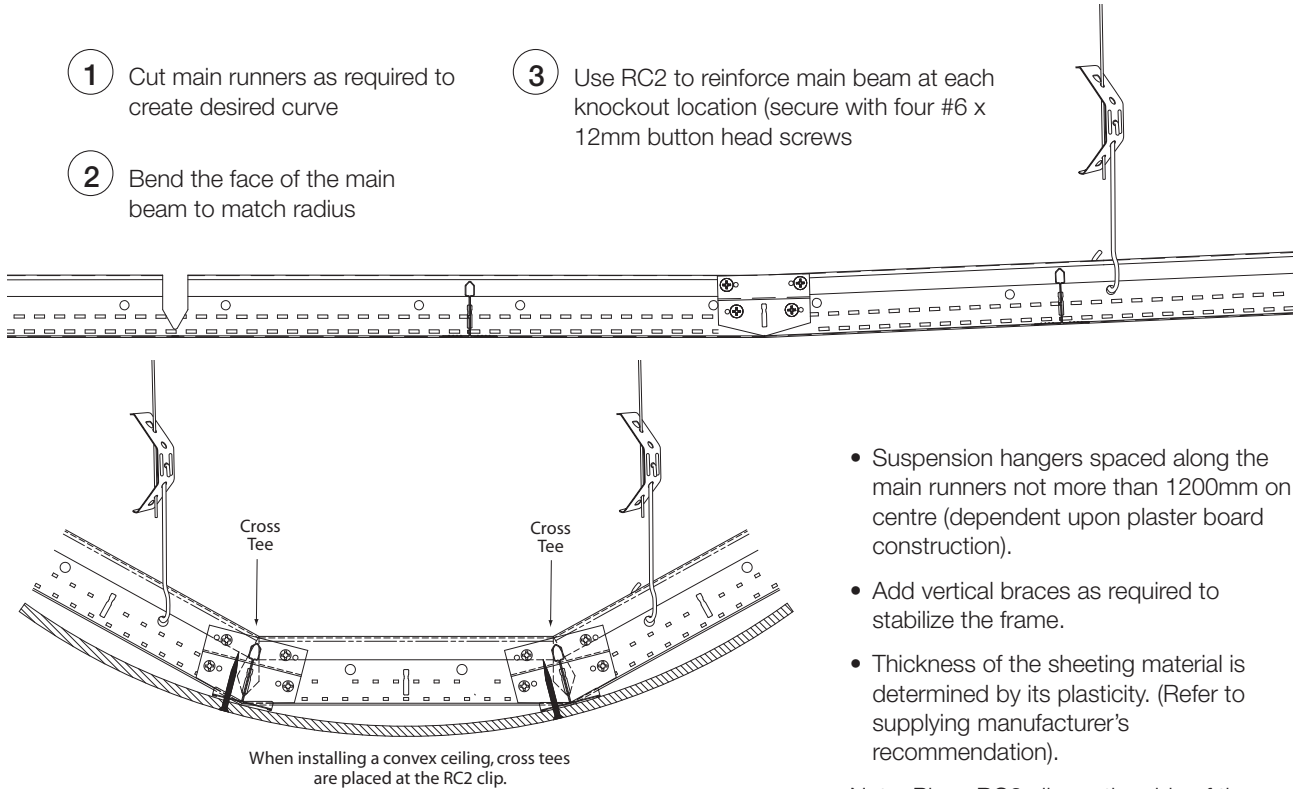 1 Cut main runners as required to
create desired curve
2 Bend the face of the main
beam to match radius
3 Use RC2 to reinforce main beam at each
knockout location (secure with four #6 x
12mm button head screws
Cross
Tee
Cross
Tee
When installing a convex ceiling, cross tees
are placed at the RC2 clip.
• Suspension hangers spaced along the
main runners not more than 1200mm on
centre (dependent upon plaster board
construction).
• Add vertical braces as required to
stabilize the frame.
• Thickness of the sheeting material is
determined by its plasticity. (Refer to
supplying manufacturer's
recommendation).